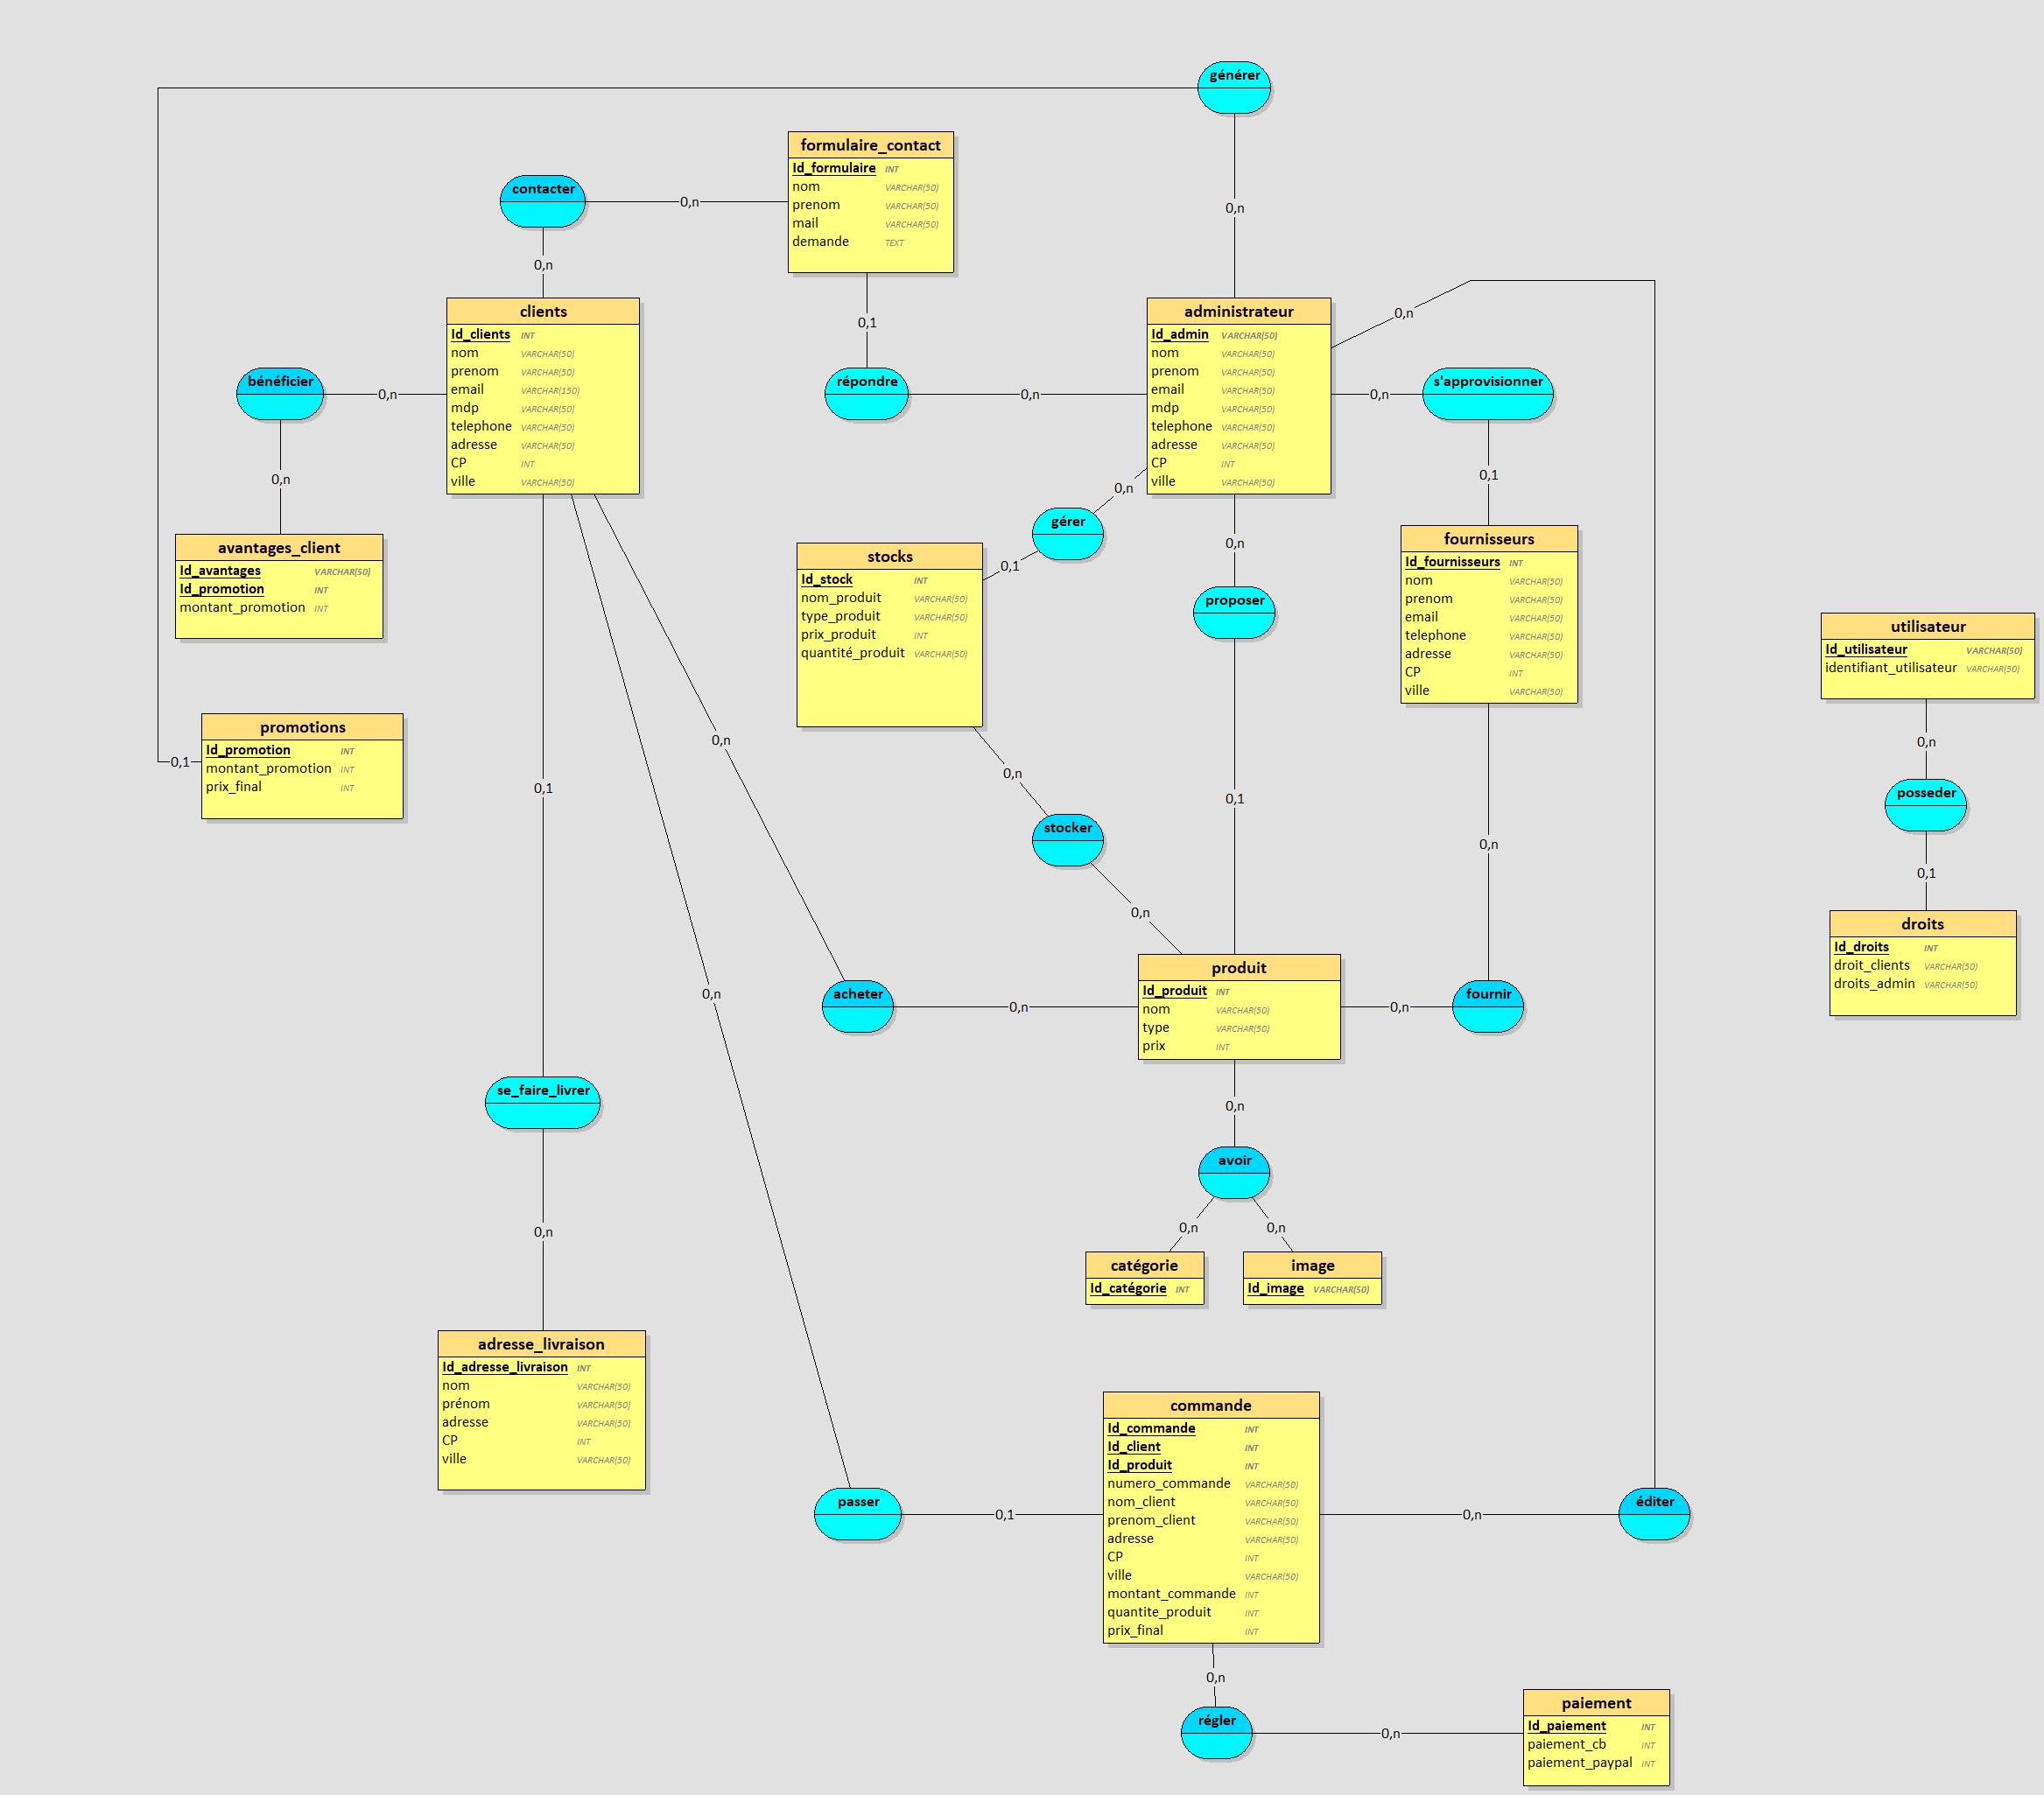 générer
0,n
formulaire_contact
Id_formulaire INT
nom VARCHAR(50)
prenom VARCHAR(50)
mail VARCHAR(50)
demande TEXT
contacter
0,n
0,n
0,1
clients
Id_clients INT
nom VARCHAR(50)
prenom VARCHAR(50)
email VARCHAR(150)
mdp VARCHAR(50)
telephone VARCHAR(50)
adresse VARCHAR(50)
CP INT
ville VARCHAR(50)
administrateur
Id_admin VARCHAR(50)
nom VARCHAR(50)
prenom VARCHAR(50)
email VARCHAR(50)
mdp VARCHAR(50)
telephone VARCHAR(50)
adresse VARCHAR(50)
CP INT
ville VARCHAR(50)
0,n
bénéficier
0,n
répondre
0,n
0,n
s'approvisionner
0,n
0,1
0,n
gérer
0,1
0,n
avantages_client
Id_avantages VARCHAR(50)
Id_promotion INT
montant_promotion INT
stocks
Id_stock INT
nom_produit VARCHAR(50)
type_produit VARCHAR(50)
prix_produit INT
quantité_produit VARCHAR(50)
proposer
fournisseurs
Id_fournisseurs INT
nom VARCHAR(50)
prenom VARCHAR(50)
email VARCHAR(50)
telephone VARCHAR(50)
adresse VARCHAR(50)
CP INT
ville VARCHAR(50)
utilisateur
Id_utilisateur VARCHAR(50)
identifiant_utilisateur VARCHAR(50)
0,n
posseder
0,1
droits
Id_droits INT
droit_clients VARCHAR(50)
droits_admin VARCHAR(50)
promotions
Id_promotion INT
montant_promotion INT
prix_final INT
0,1
0,1
0,n
0,n
0,1
0,n
stocker
0,n
0,n
acheter
0,n
produit
Id_produit INT
nom VARCHAR(50)
type VARCHAR(50)
prix INT
0,n
fournir
se_faire_livrer
0,n
avoir
0,n
0,n
0,n
catégorie
Id_catégorie INT
image
Id_image VARCHAR(50)
adresse_livraison
Id_adresse_livraison INT
nom VARCHAR(50)
prénom VARCHAR(50)
adresse VARCHAR(50)
CP INT
ville VARCHAR(50)
commande
Id_commande INT
Id_client INT
Id_produit INT
numero_commande VARCHAR(50)
nom_client VARCHAR(50)
prenom_client VARCHAR(50)
adresse VARCHAR(50)
CP INT
ville VARCHAR(50)
montant_commande INT
quantite_produit INT
prix_final INT
passer
0,1
0,n
éditer
0,n
régler
0,n
paiement
Id_paiement INT
paiement_cb INT
paiement_paypal INT